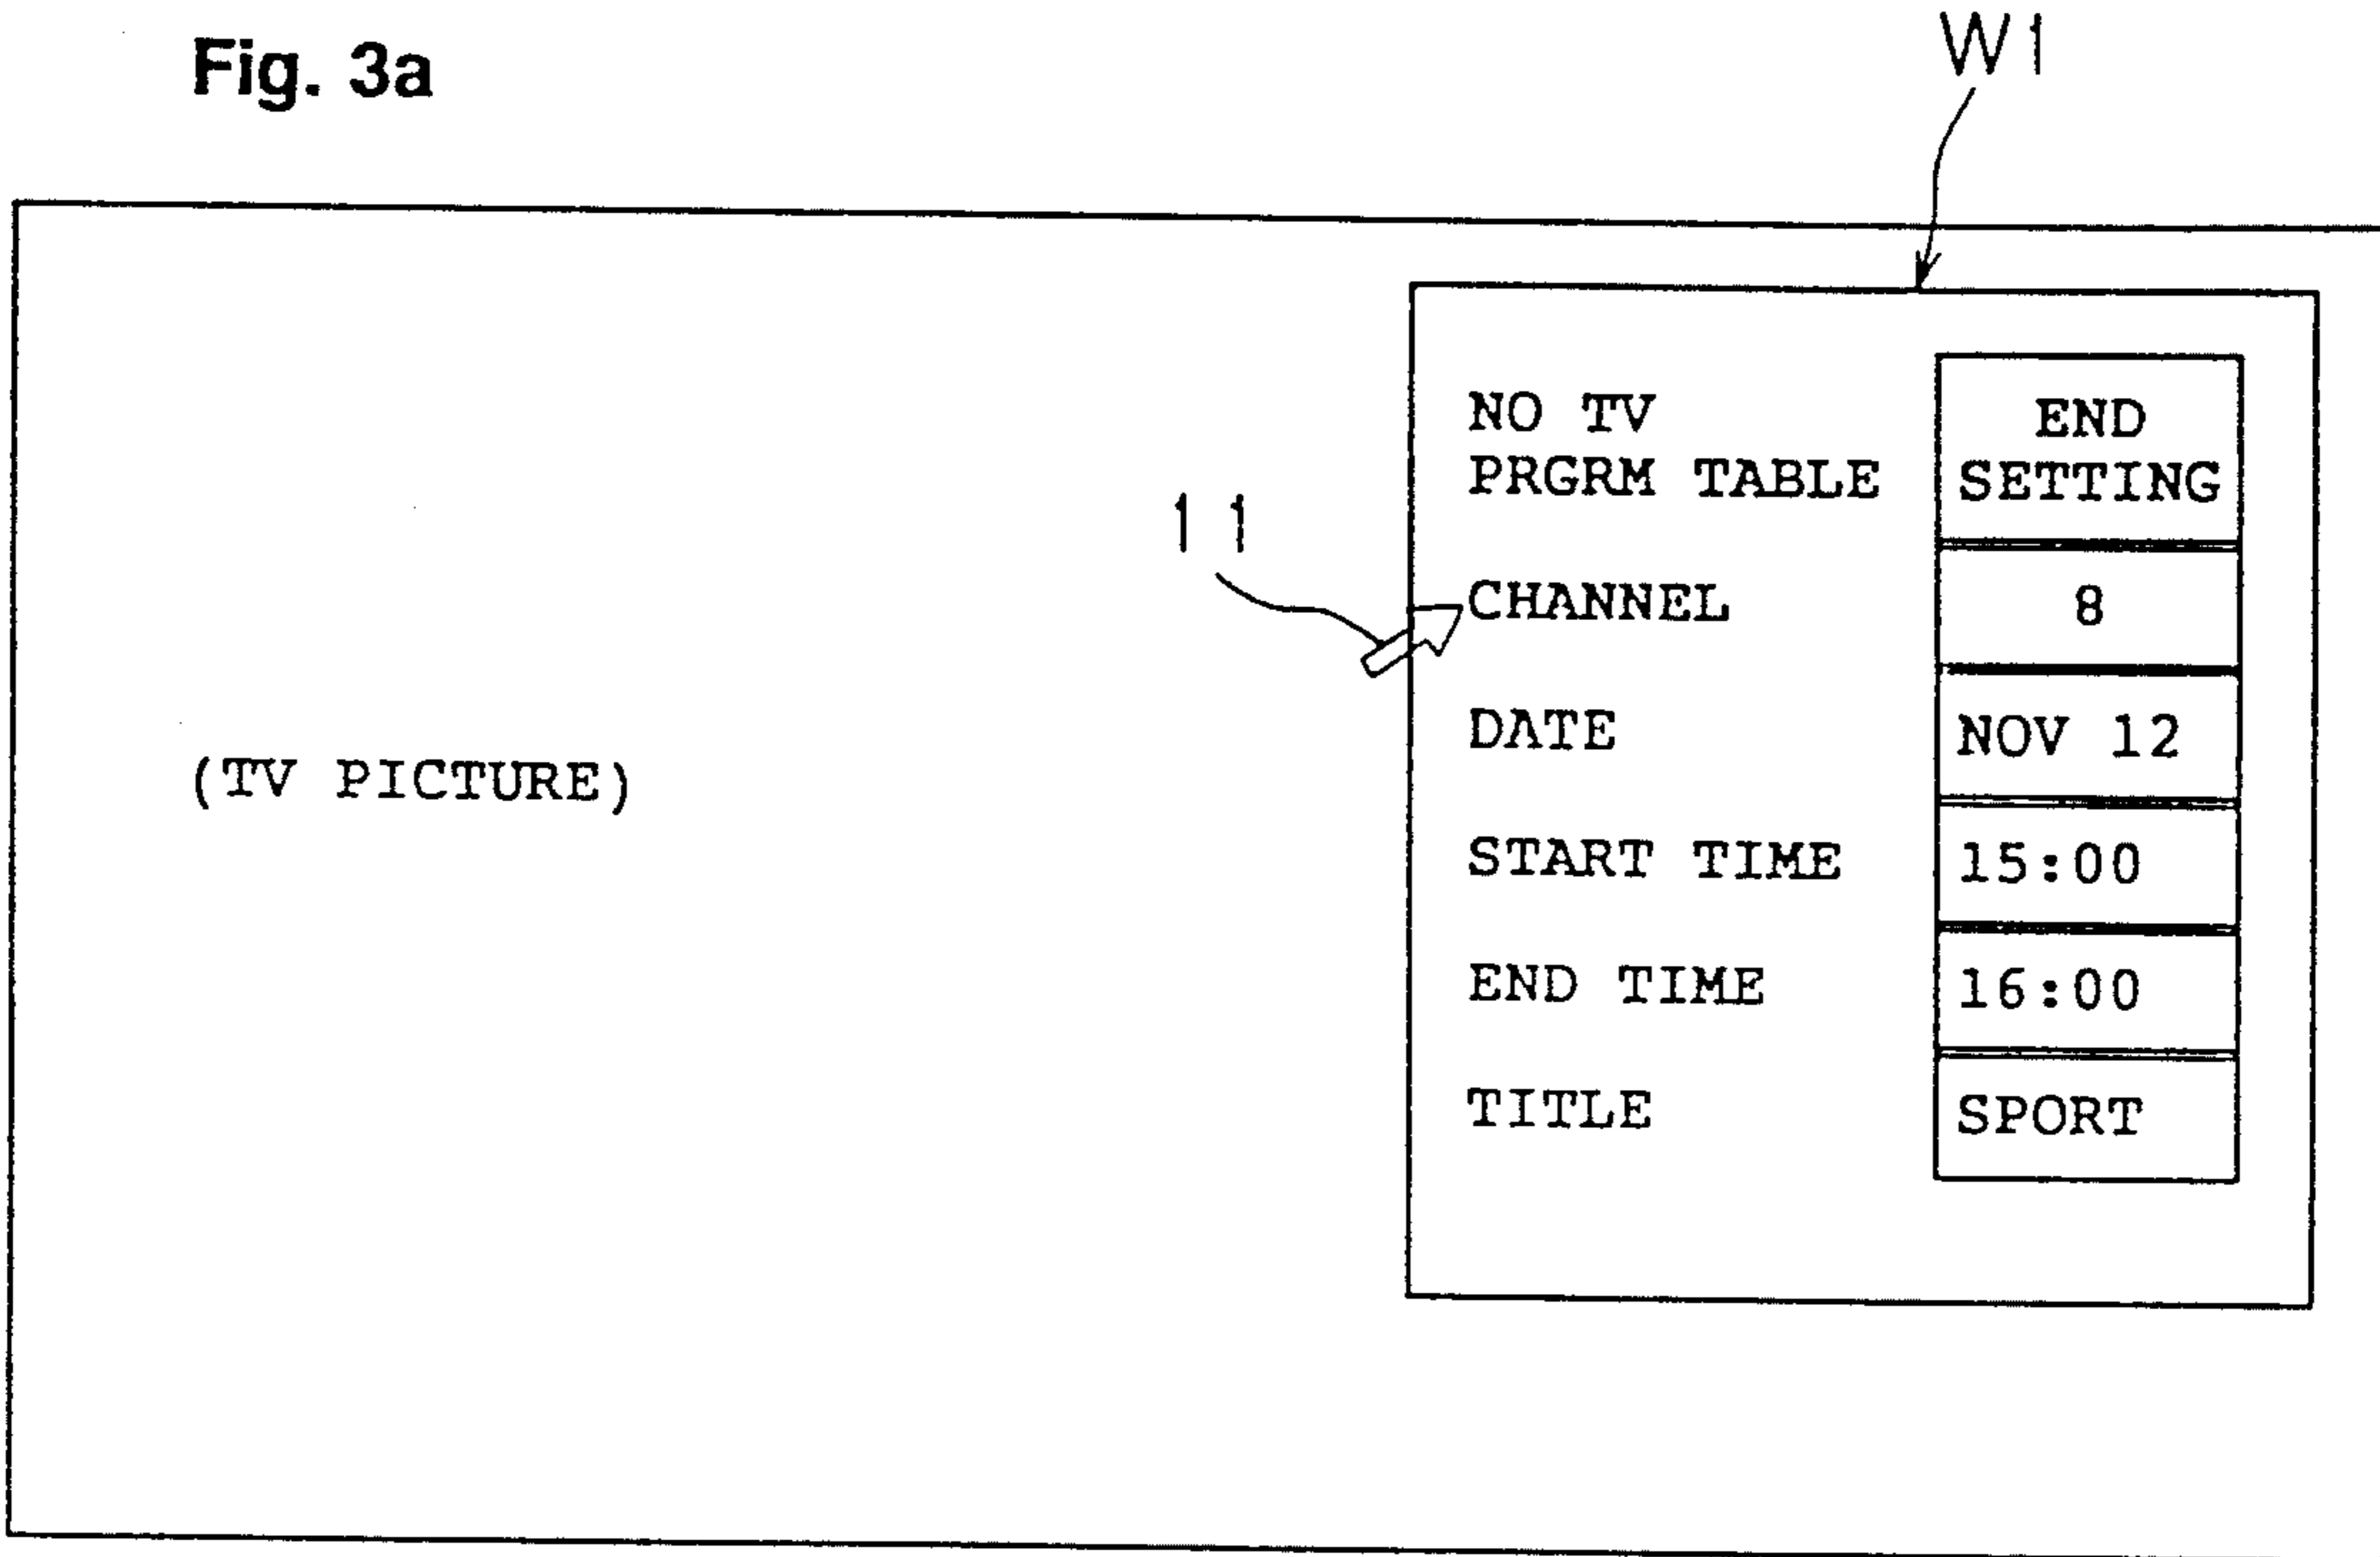 Fig. 3a
W1
NO TV
PRGRM TABLE
END
SETTING
11
CHANNEL 8
DATE NOV 12
(TV PICTURE)
START TIME 15:00
END TIME 16:00
TITLE SPORT